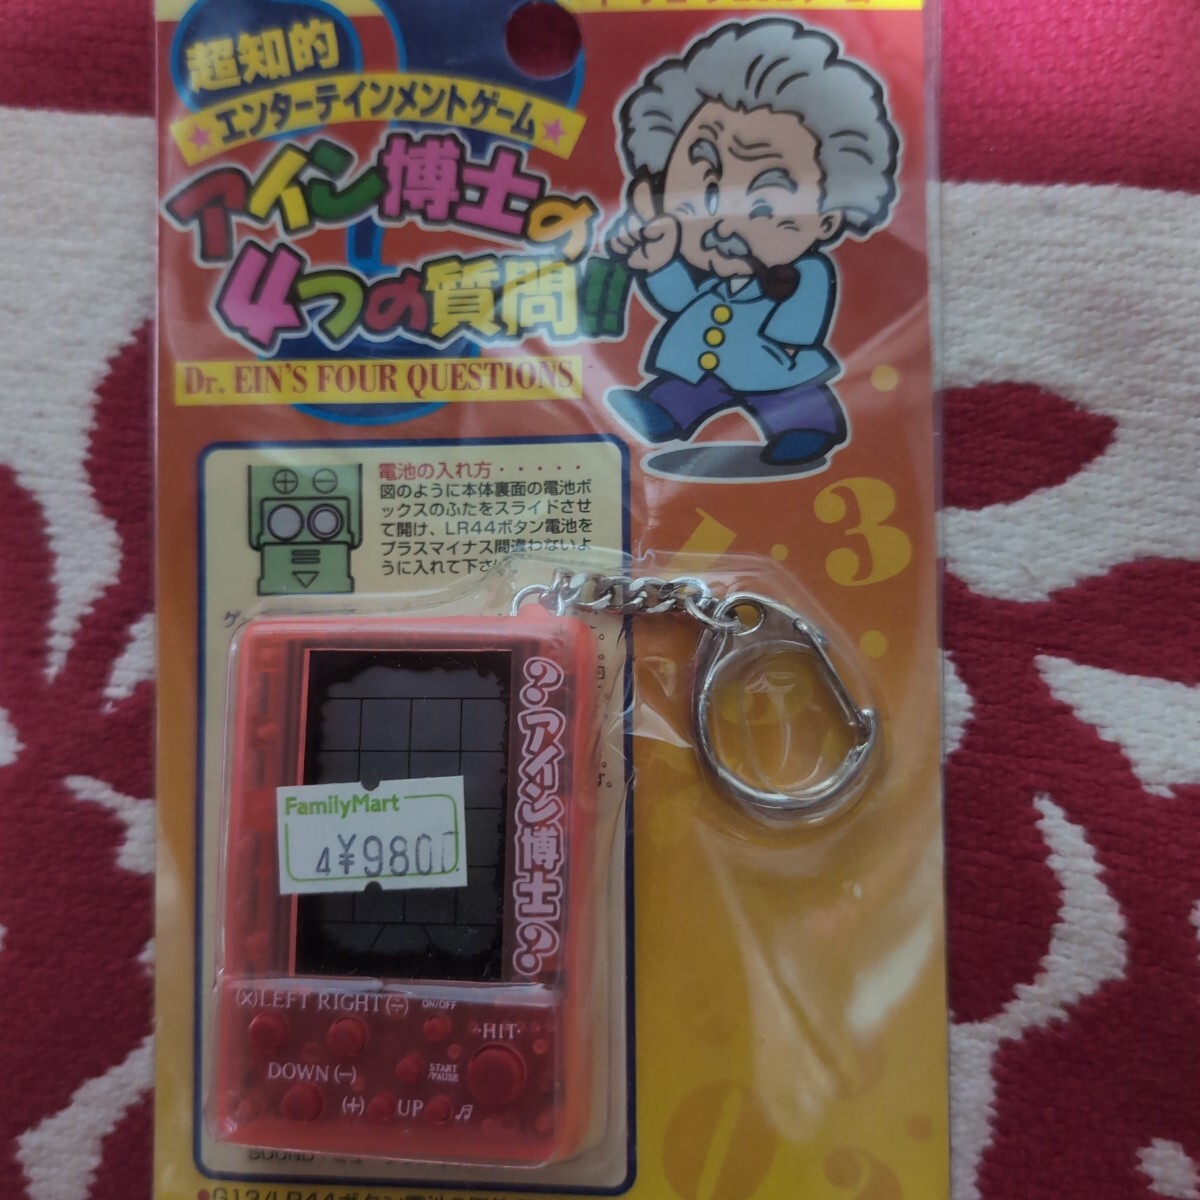 超知的
エンターテインメントゲーム
アイン博士の
4つの質問!!
Dr. EIN'S FOUR QUESTIONS
電池の入れ方・・・・・
図のように本体裏面の電池ボ
ックスのふたをスライドさせ
て開け、LR44ボタン電池を
プラスマイナス間違わないよ
うに入れて下さい
3
?アイン博士?
FamilyMart
4 ¥980
(×)LEFT RIGHT(÷) ON/OFF
·HIT·
DOWN(−) START/PAUSE
(+) UP ♬